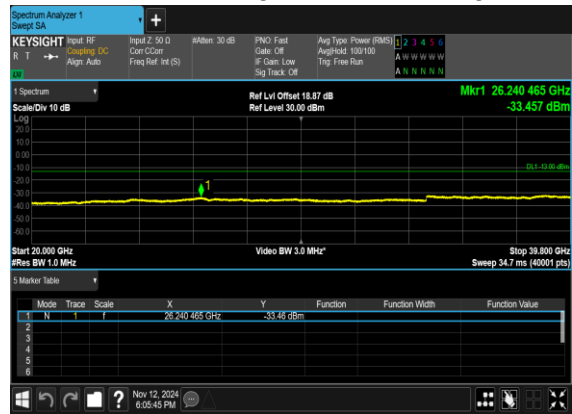 Spectrum Analyzer 1
Swept SA
KEYSIGHT
R T
LW
Input: RF
Coupling: DC
Align: Auto
Input Z: 50 Ω
Corr CCorr
Freq Ref: Int (S)
#Atten: 30 dB
PNO: Fast
Gate: Off
IF Gain: Low
Sig Track: Off
Avg Type: Power (RMS)
Avg|Hold: 100/100
Trig: Free Run
1 2 3 4 5 6
A W W W W W
A N N N N N
1 Spectrum
Scale/Div 10 dB
Ref Lvl Offset 18.87 dB
Ref Level 30.00 dBm
Mkr1 26.240 465 GHz
-33.457 dBm
Log
20.0
10.0
0.00
-10.0
DL1 -13.00 dBm
-20.0
1
-30.0
-40.0
-50.0
-60.0
Start 20.000 GHz
#Res BW 1.0 MHz
Video BW 3.0 MHz*
Stop 39.800 GHz
Sweep 34.7 ms (40001 pts)
5 Marker Table
Mode Trace Scale X Y Function Function Width Function Value
1 N 1 f 26.240 465 GHz -33.46 dBm
2
3
4
5
6
?
Nov 12, 2024
6:05:45 PM